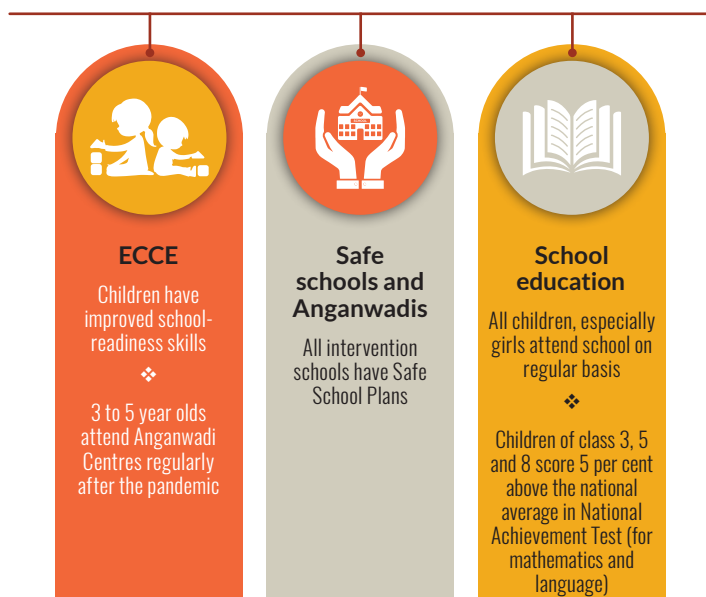 ECCE
Children have
improved school-
readiness skills
❖
3 to 5 year olds
attend Anganwadi
Centres regularly
after the pandemic
SCHOOL
Safe
schools and
Anganwadis
All intervention
schools have Safe
School Plans
School
education
All children, especially
girls attend school on
regular basis
❖
Children of class 3, 5
and 8 score 5 per cent
above the national
average in National
Achievement Test (for
mathematics and
language)